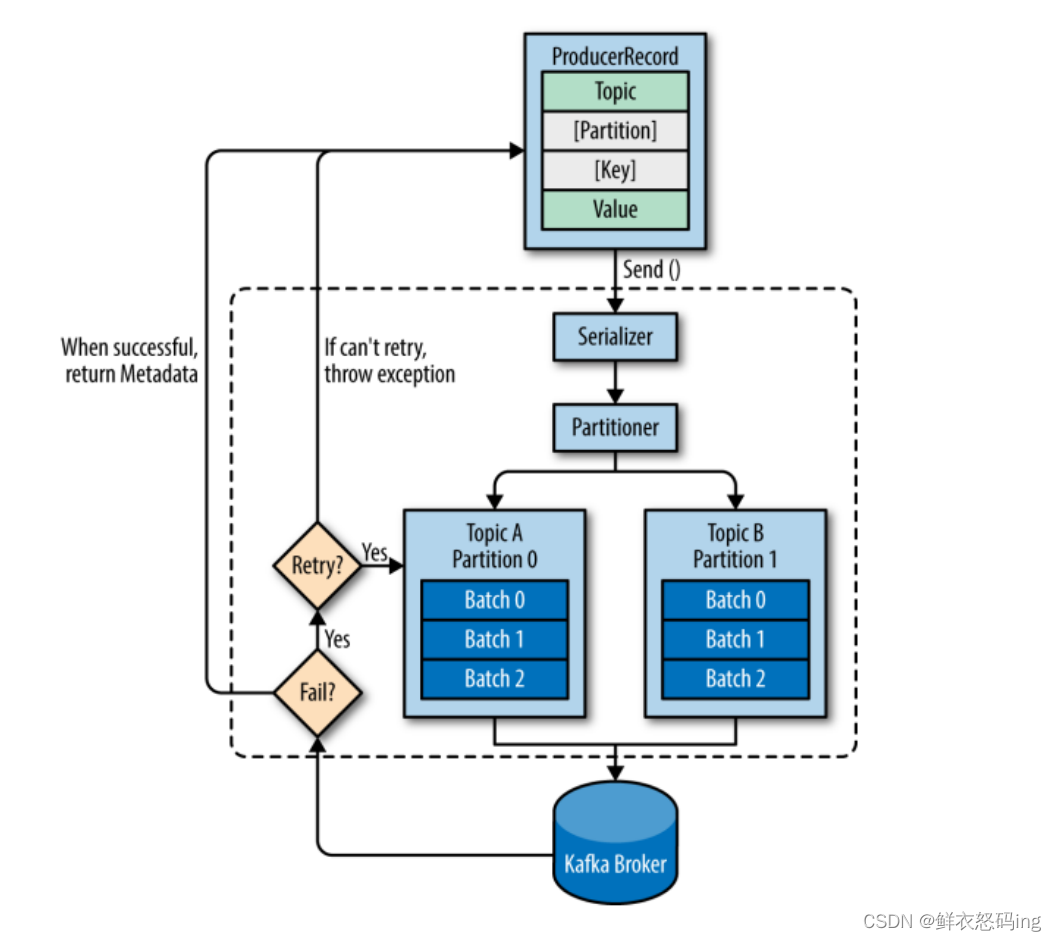 ProducerRecord
Topic
[Partition]
[Key]
Value
Send ()
Serializer
When successful,
return Metadata
If can't retry,
throw exception
Partitioner
Topic A
Partition 0
Topic B
Partition 1
Retry?
Yes
Batch 0
Batch 1
Batch 2
Batch 0
Batch 1
Batch 2
Yes
Fail?
Kafka Broker
CSDN @鲜衣怒码ing